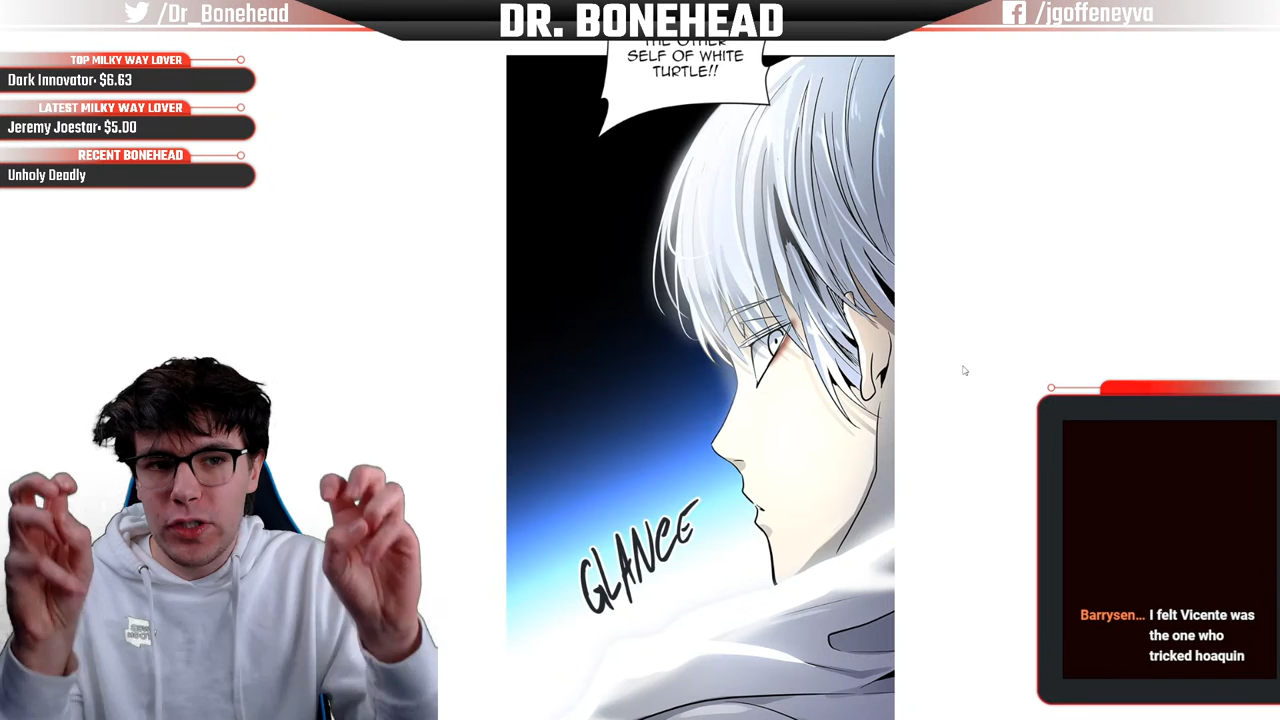 /Dr_Bonehead
DR. BONEHEAD
/jgoffeneyva
TOP MILKY WAY LOVER
Dark Innovator• $6.63
LATEST MILKY WAY LOVER
Jeremy Joestar• $5.00
RECENT BONEHEAD
Unholy Deadly
THE OTHER
SELF OF WHITE
TURTLE!!
GLANCE
Barrysen... I felt Vicente was
the one who
tricked hoaquin